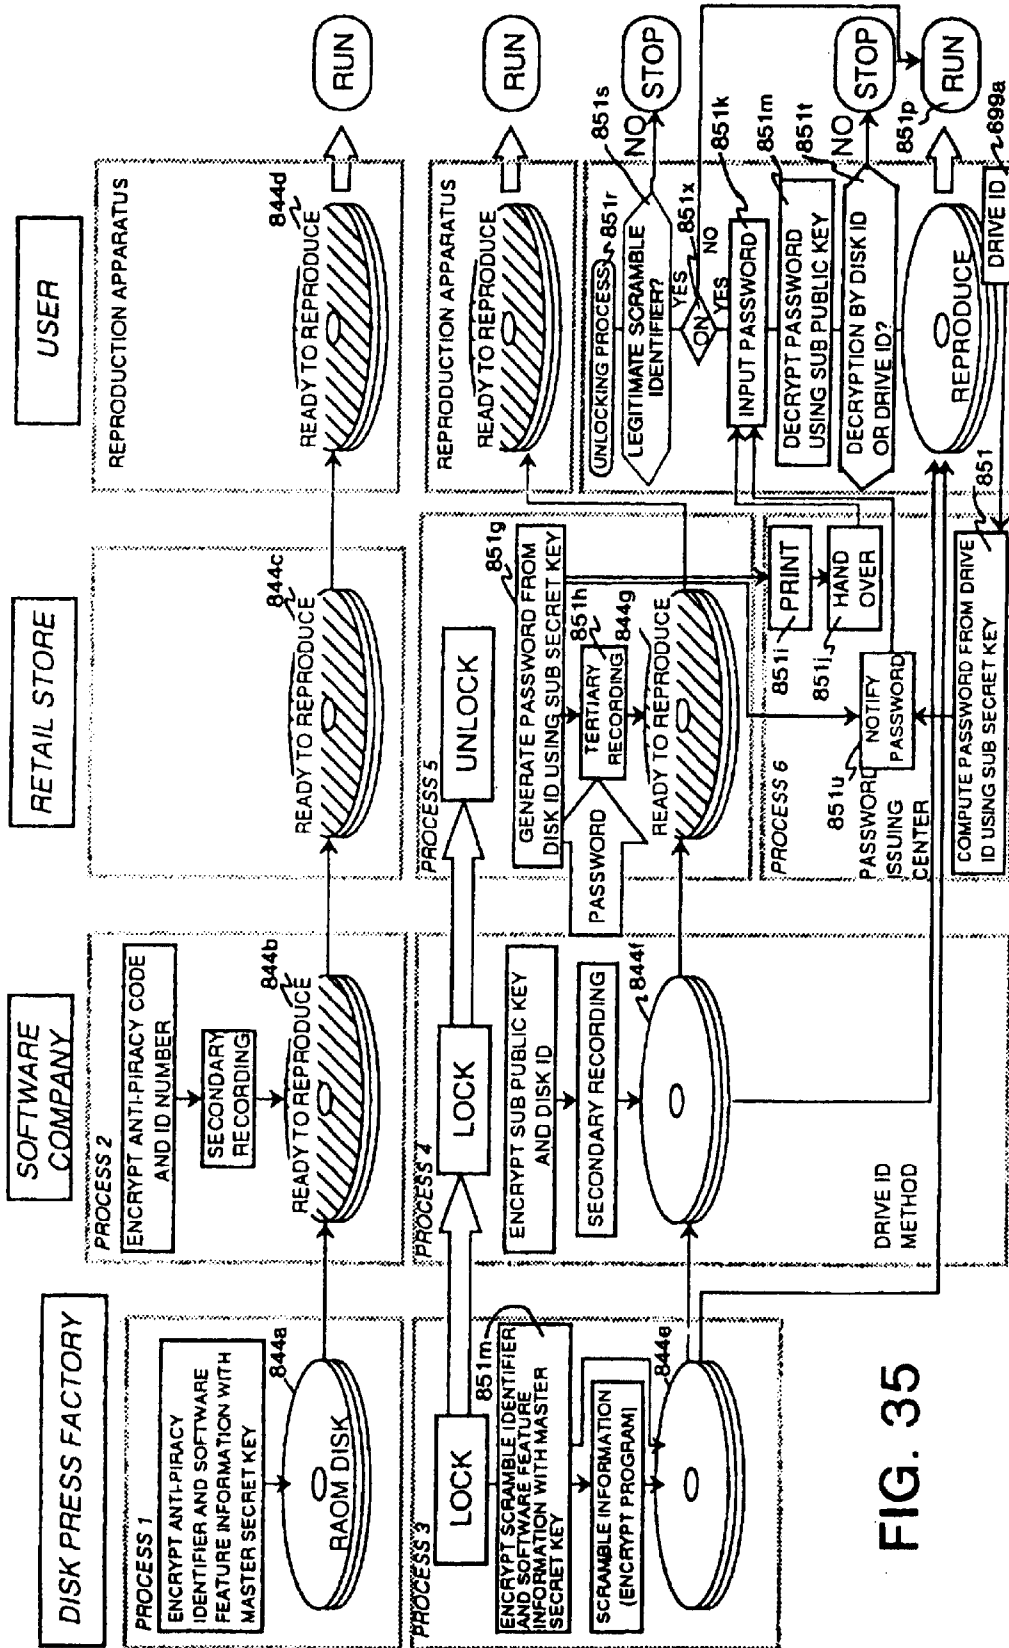 DISK PRESS FACTORY
SOFTWARE
COMPANY
RETAIL STORE
USER
PROCESS 1
ENCRYPT ANTI-PIRACY
IDENTIFIER AND SOFTWARE
FEATURE INFORMATION WITH
MASTER SECRET KEY
844a
RAOM DISK
PROCESS 2
ENCRYPT ANTI-PIRACY CODE
AND ID NUMBER
SECONDARY
RECORDING
844b
READY TO REPRODUCE
844c
READY TO REPRODUCE
REPRODUCTION APPARATUS
844d
READY TO REPRODUCE
RUN
PROCESS 3
LOCK
851m
ENCRYPT SCRAMBLE IDENTIFIER
AND SOFTWARE FEATURE
INFORMATION WITH MASTER
SECRET KEY
SCRAMBLE INFORMATION
(ENCRYPT PROGRAM)
844e
PROCESS 4
LOCK
ENCRYPT SUB PUBLIC KEY
AND DISK ID
SECONDARY RECORDING
844f
DRIVE ID
METHOD
PROCESS 5
UNLOCK
851g
GENERATE PASSWORD FROM
DISK ID USING SUB SECRET KEY
851h
TERTIARY
RECORDING
PASSWORD
844g
READY TO REPRODUCE
REPRODUCTION APPARATUS
READY TO REPRODUCE
RUN
PROCESS 6
851i
PRINT
851j
HAND
OVER
851u
NOTIFY
PASSWORD
PASSWORD
ISSUING
CENTER
851
COMPUTE PASSWORD FROM DRIVE
ID USING SUB SECRET KEY
UNLOCKING PROCESS
851r
851s
LEGITIMATE SCRAMBLE
IDENTIFIER?
NO
STOP
YES
851x
ON
NO
YES
851k
INPUT PASSWORD
851m
DECRYPT PASSWORD
USING SUB PUBLIC KEY
851t
DECRYPTION BY DISK ID
OR DRIVE ID?
NO
STOP
851p
REPRODUCE
RUN
DRIVE ID
699a
FIG. 35